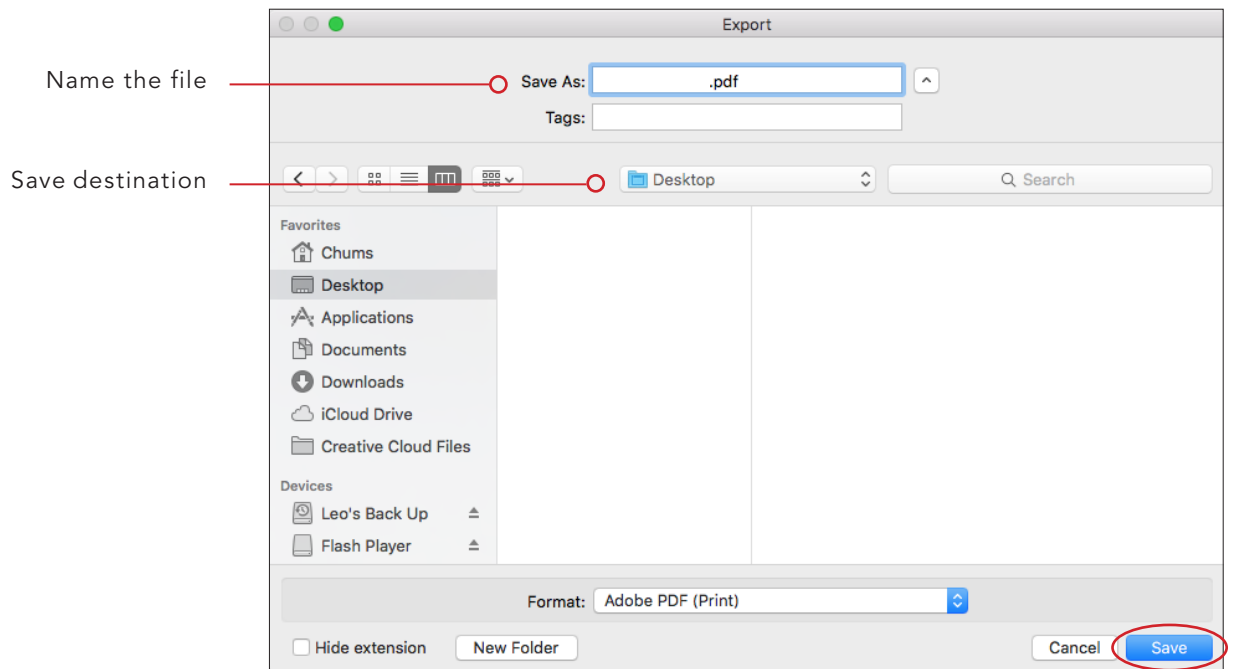 Export
Name the file
Save As: .pdf
Tags:
Save destination
Desktop
Search
Favorites
Chums
Desktop
Applications
Documents
Downloads
iCloud Drive
Creative Cloud Files
Devices
Leo's Back Up
Flash Player
Format: Adobe PDF (Print)
Hide extension New Folder Cancel Save